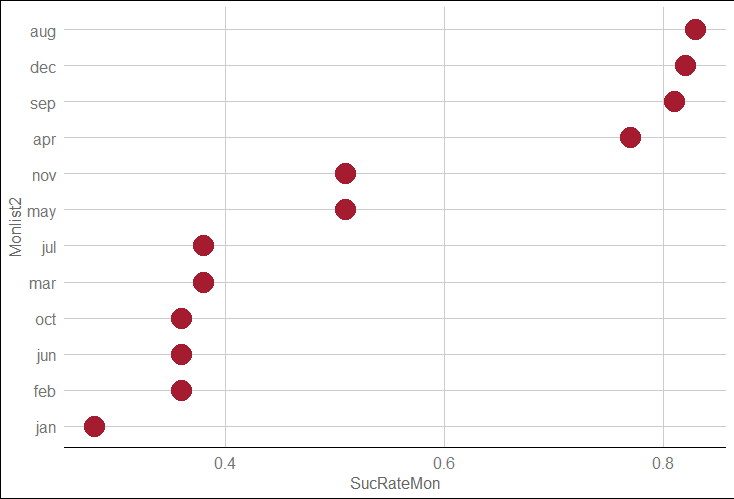 aug
dec
sep
apr
nov
may
jul
mar
oct
jun
feb
jan
Monlist2
0.4 0.6 0.8
SucRateMon